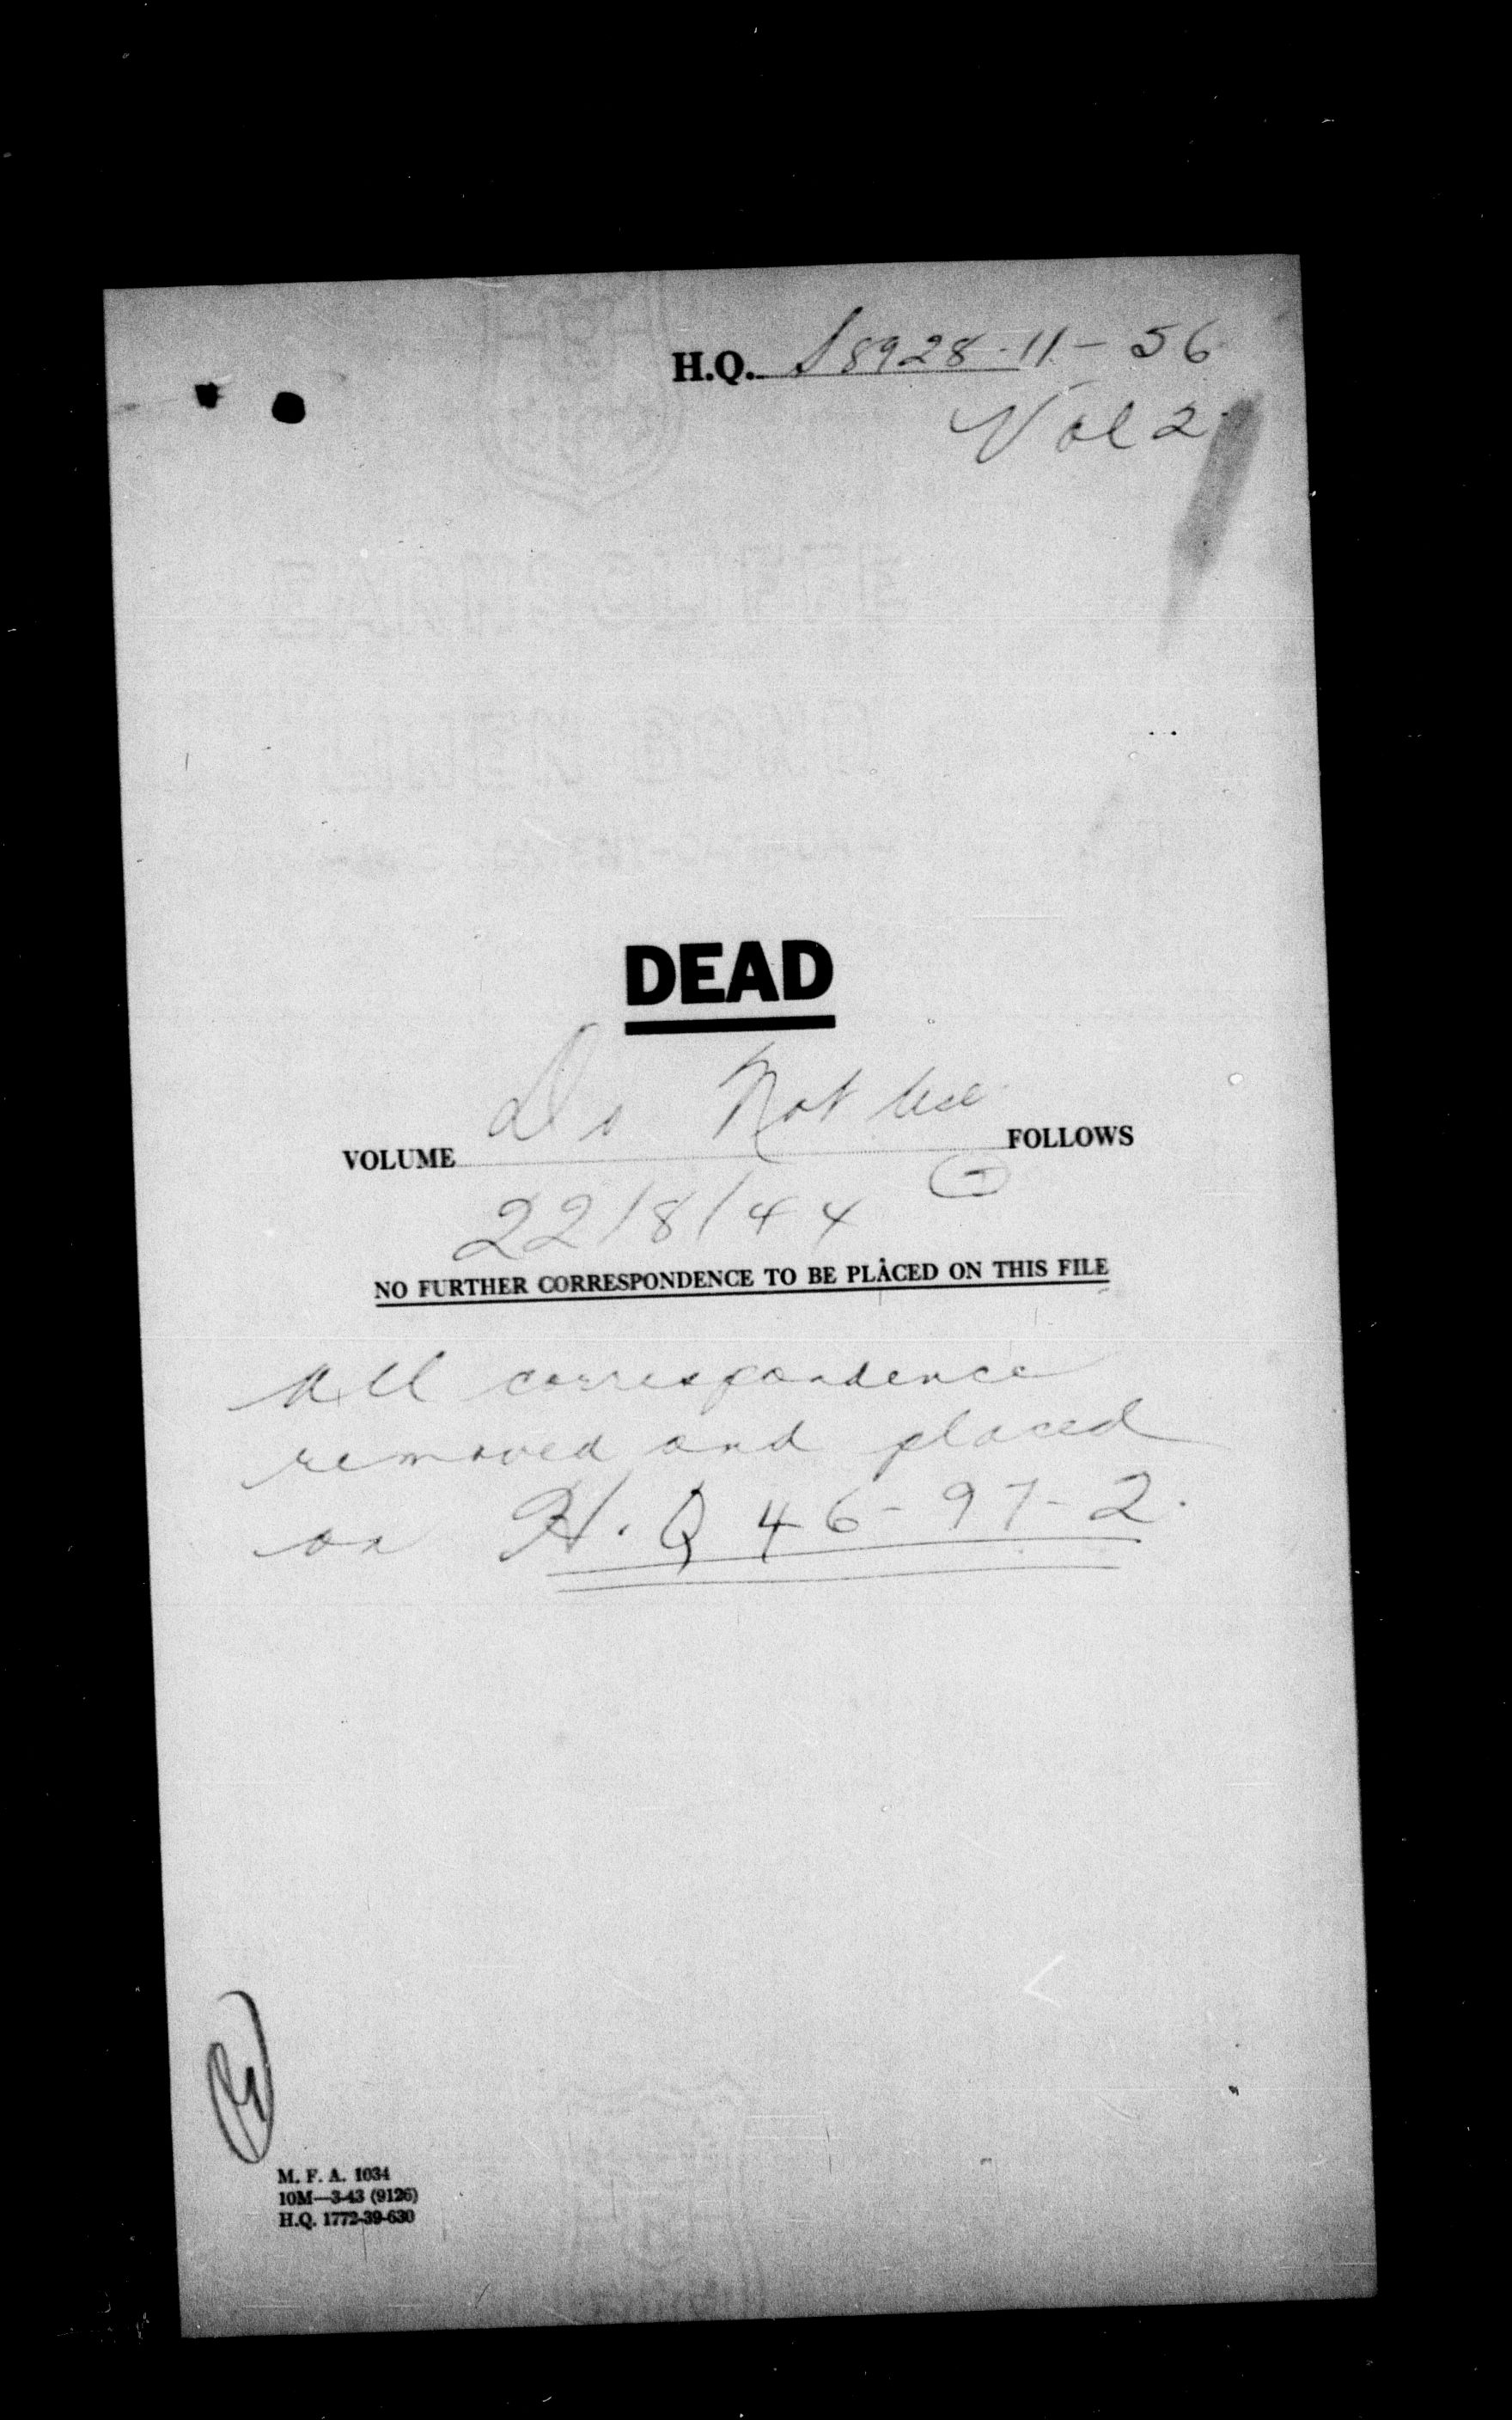 H.Q. S8928-11-56
Vol 2
DEAD
Do Not Use
VOLUME FOLLOWS
22/8/44
NO FURTHER CORRESPONDENCE TO BE PLACED ON THIS FILE
All correspondence
removed and placed
on H.Q 46-97-2.
M. F. A. 1034
10M—3-43 (9126)
H.Q. 1772-39-630